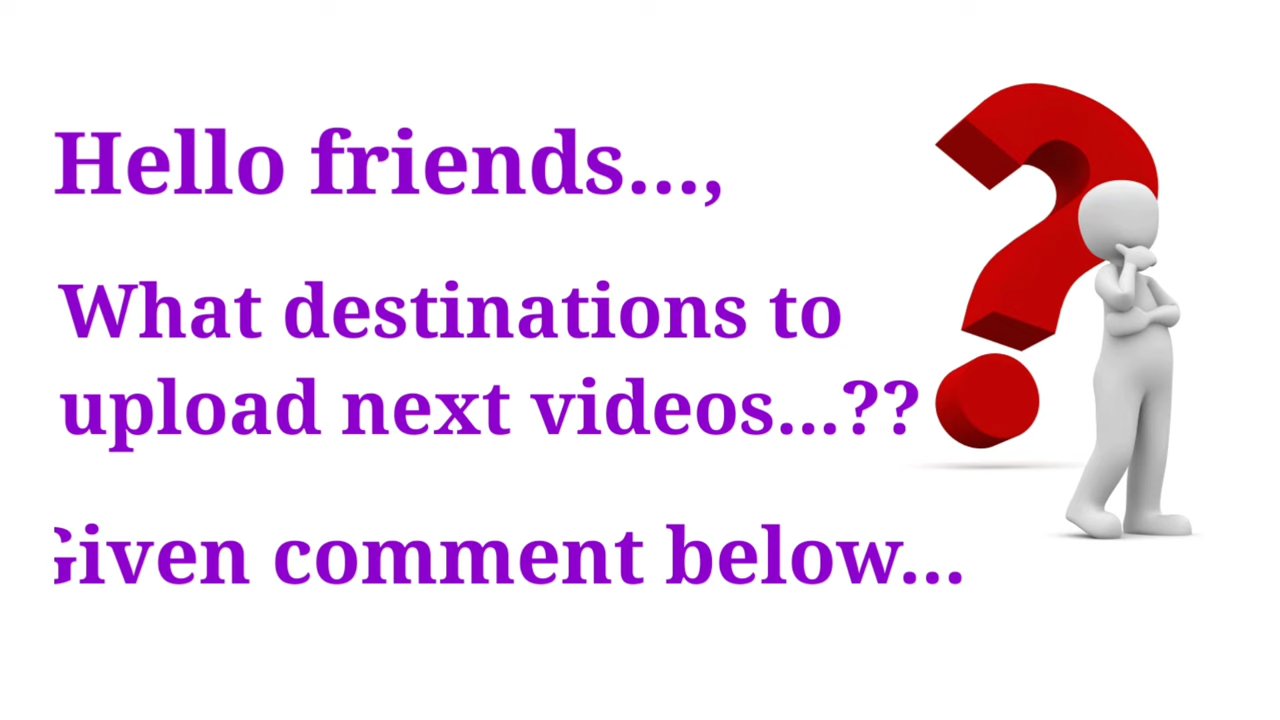 Hello friends...,
What destinations to
upload next videos...??
Given comment below...